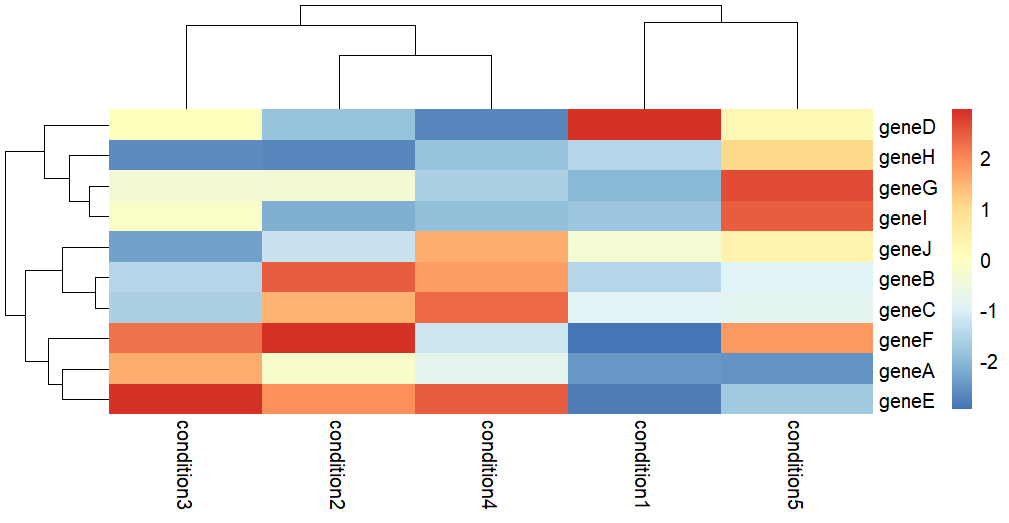 geneD
geneH
geneG
geneI
geneJ
geneB
geneC
geneF
geneA
geneE
2
1
0
-1
-2
condition3
condition2
condition4
condition1
condition5